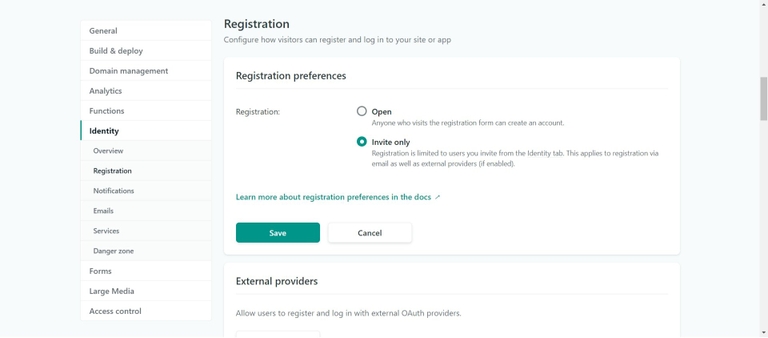 General
Build & deploy
Domain management
Analytics
Functions
Identity
Overview
Registration
Notifications
Emails
Services
Danger zone
Forms
Large Media
Access control
Registration
Configure how visitors can register and log in to your site or app
Registration preferences
Registration:
Open
Anyone who visits the registration form can create an account.
Invite only
Registration is limited to users you invite from the Identity tab. This applies to registration via
email as well as external providers (if enabled).
Learn more about registration preferences in the docs ↗
Save
Cancel
External providers
Allow users to register and log in with external OAuth providers.